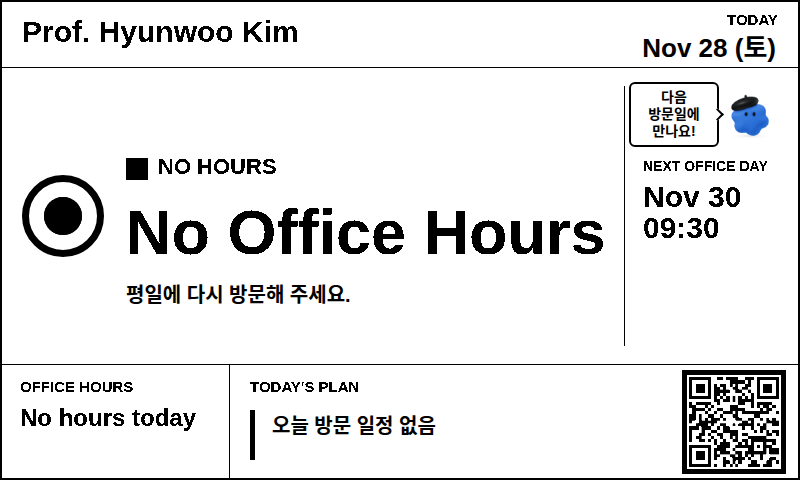 Prof. Hyunwoo Kim
TODAY
Nov 28 (토)
다음
방문일에
만나요!
NO HOURS
No Office Hours
평일에 다시 방문해 주세요.
NEXT OFFICE DAY
Nov 30
09:30
OFFICE HOURS
No hours today
TODAY'S PLAN
오늘 방문 일정 없음